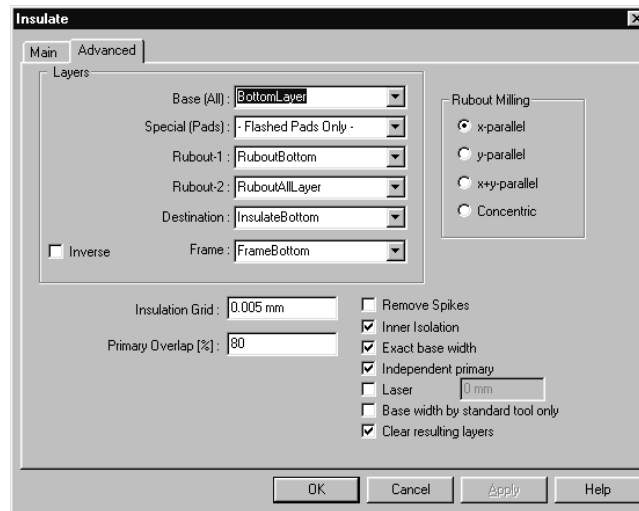 Insulate
Main
Advanced
Layers
Base (All) : BottomLayer
Special (Pads) : - Flashed Pads Only -
Rubout-1 : RuboutBottom
Rubout-2 : RuboutAllLayer
Destination : InsulateBottom
Inverse
Frame : FrameBottom
Rubout Milling
x-parallel
y-parallel
x+y-parallel
Concentric
Insulation Grid : 0.005 mm
Primary Overlap [%] : 80
Remove Spikes
Inner Isolation
Exact base width
Independent primary
Laser 0 mm
Base width by standard tool only
Clear resulting layers
OK
Cancel
Apply
Help